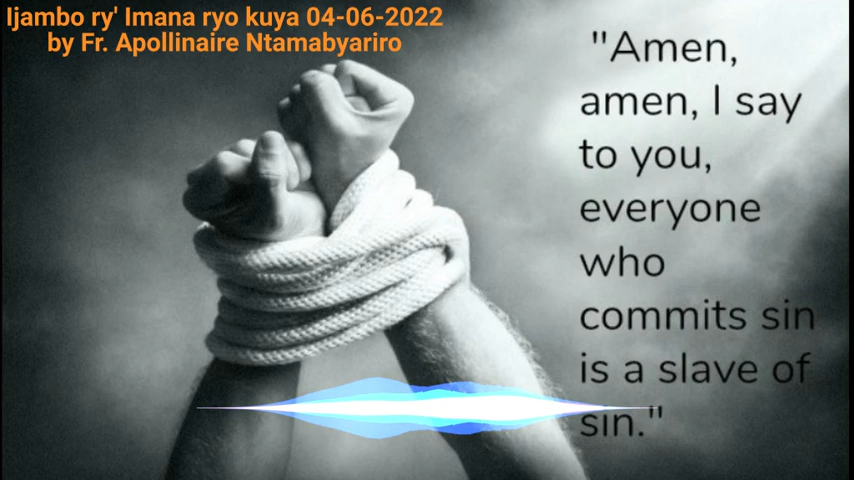 Ijambo ry' Imana ryo kuya 04-06-2022
by Fr. Apollinaire Ntamabyariro
"Amen,
amen, I say
to you,
everyone
who
commits sin
is a slave of
sin."